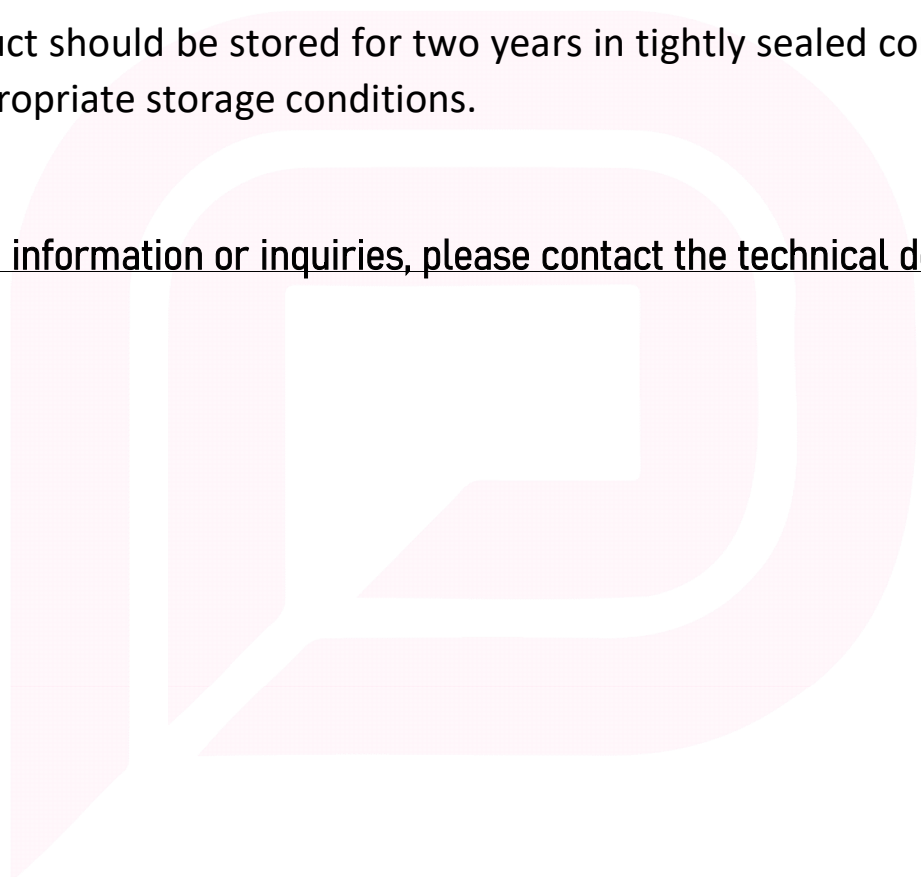 uct should be stored for two years in tightly sealed co
ropriate storage conditions.
information or inquiries, please contact the technical d